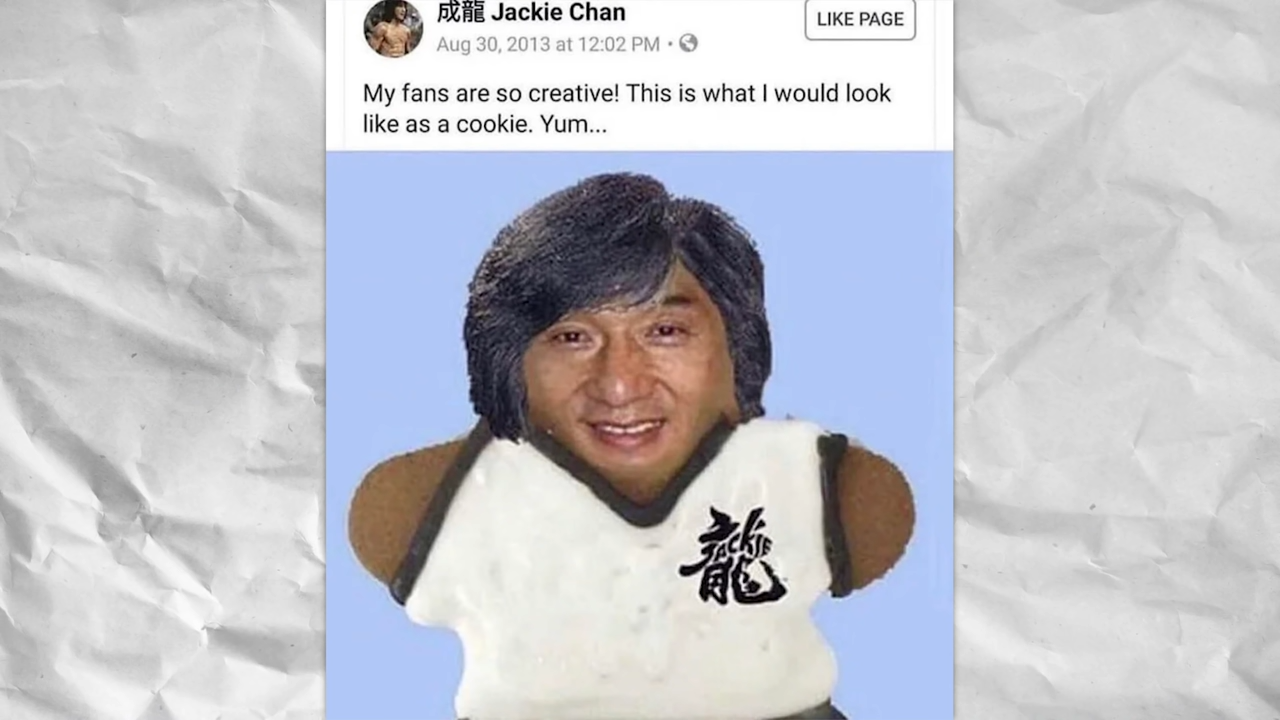 成龍 Jackie Chan
LIKE PAGE
Aug 30, 2013 at 12:02 PM •
My fans are so creative! This is what I would look
like as a cookie. Yum...
JACKIE
龍